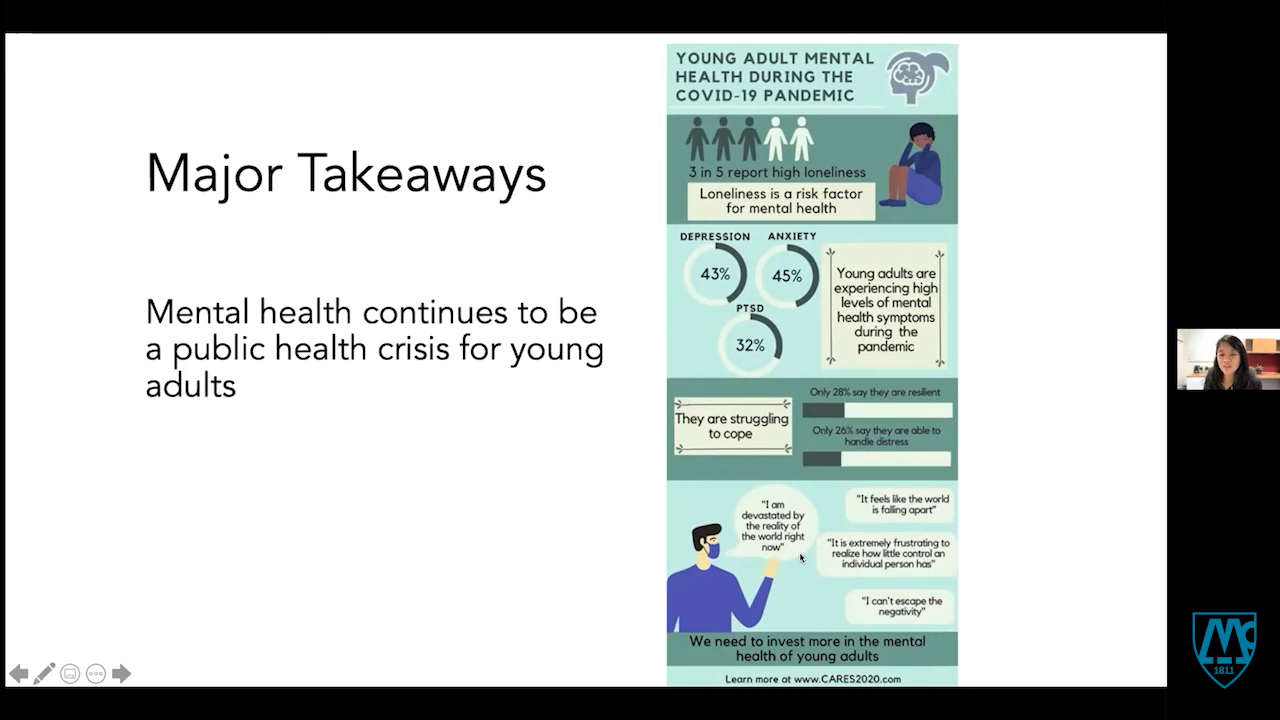 Major Takeaways
Mental health continues to be
a public health crisis for young
adults
YOUNG ADULT MENTAL
HEALTH DURING THE
COVID-19 PANDEMIC
3 in 5 report high loneliness
Loneliness is a risk factor
for mental health
DEPRESSION
43%
ANXIETY
45%
PTSD
32%
Young adults are
experiencing high
levels of mental
health symptoms
during the
pandemic
They are struggling
to cope
Only 28% say they are resilient
Only 26% say they are able to
handle distress
"I am
devastated by
the reality of
the world right
now"
"It feels like the world
is falling apart"
"It is extremely frustrating to
realize how little control an
individual person has"
"I can't escape the
negativity"
We need to invest more in the mental
health of young adults
Learn more at www.CARES2020.com
1811